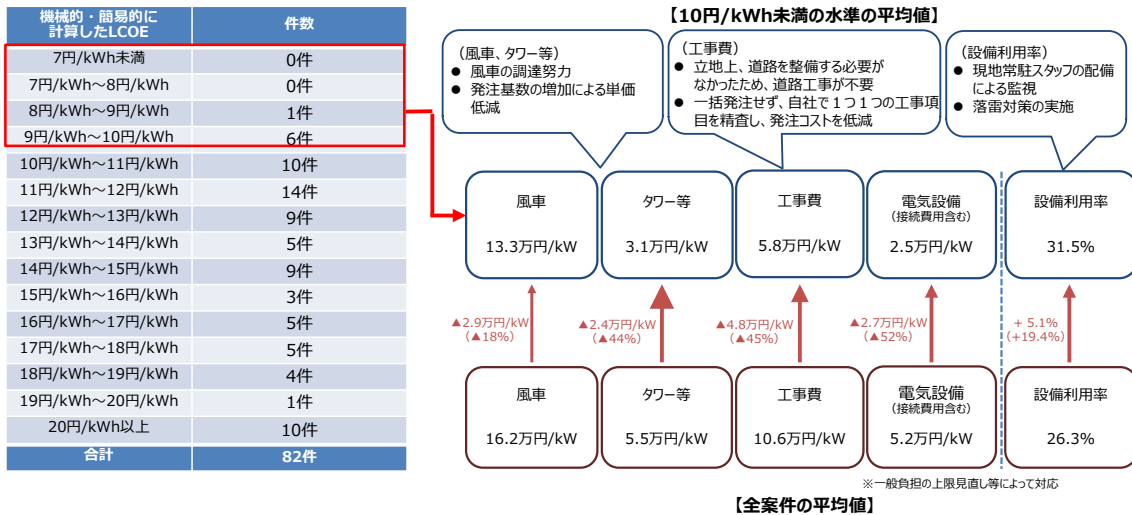 機械的・簡易的に
計算したLCOE
件数
7円/kWh未満
0件
7円/kWh～8円/kWh
0件
8円/kWh～9円/kWh
1件
9円/kWh～10円/kWh
6件
10円/kWh～11円/kWh
10件
11円/kWh～12円/kWh
14件
12円/kWh～13円/kWh
9件
13円/kWh～14円/kWh
5件
14円/kWh～15円/kWh
9件
15円/kWh～16円/kWh
3件
16円/kWh～17円/kWh
5件
17円/kWh～18円/kWh
5件
18円/kWh～19円/kWh
4件
19円/kWh～20円/kWh
1件
20円/kWh以上
10件
合計
82件
【10円/kWh未満の水準の平均値】
（風車、タワー等）
● 風車の調達努力
● 発注基数の増加による単価
低減
（工事費）
● 立地上、道路を整備する必要が
なかったため、道路工事が不要
● 一括発注せず、自社で１つ１つの工事項
目を精査し、発注コストを低減
（設備利用率）
● 現地常駐スタッフの配備
による監視
● 落雷対策の実施
風車
13.3万円/kW
タワー等
3.1万円/kW
工事費
5.8万円/kW
電気設備
(接続費用含む)
2.5万円/kW
設備利用率
31.5%
▲2.9万円/kW
(▲18%)
▲2.4万円/kW
(▲44%)
▲4.8万円/kW
(▲45%)
▲2.7万円/kW
(▲52%)
+ 5.1%
(+19.4%)
風車
16.2万円/kW
タワー等
5.5万円/kW
工事費
10.6万円/kW
電気設備
(接続費用含む)
5.2万円/kW
設備利用率
26.3%
※一般負担の上限見直し等によって対応
【全案件の平均値】